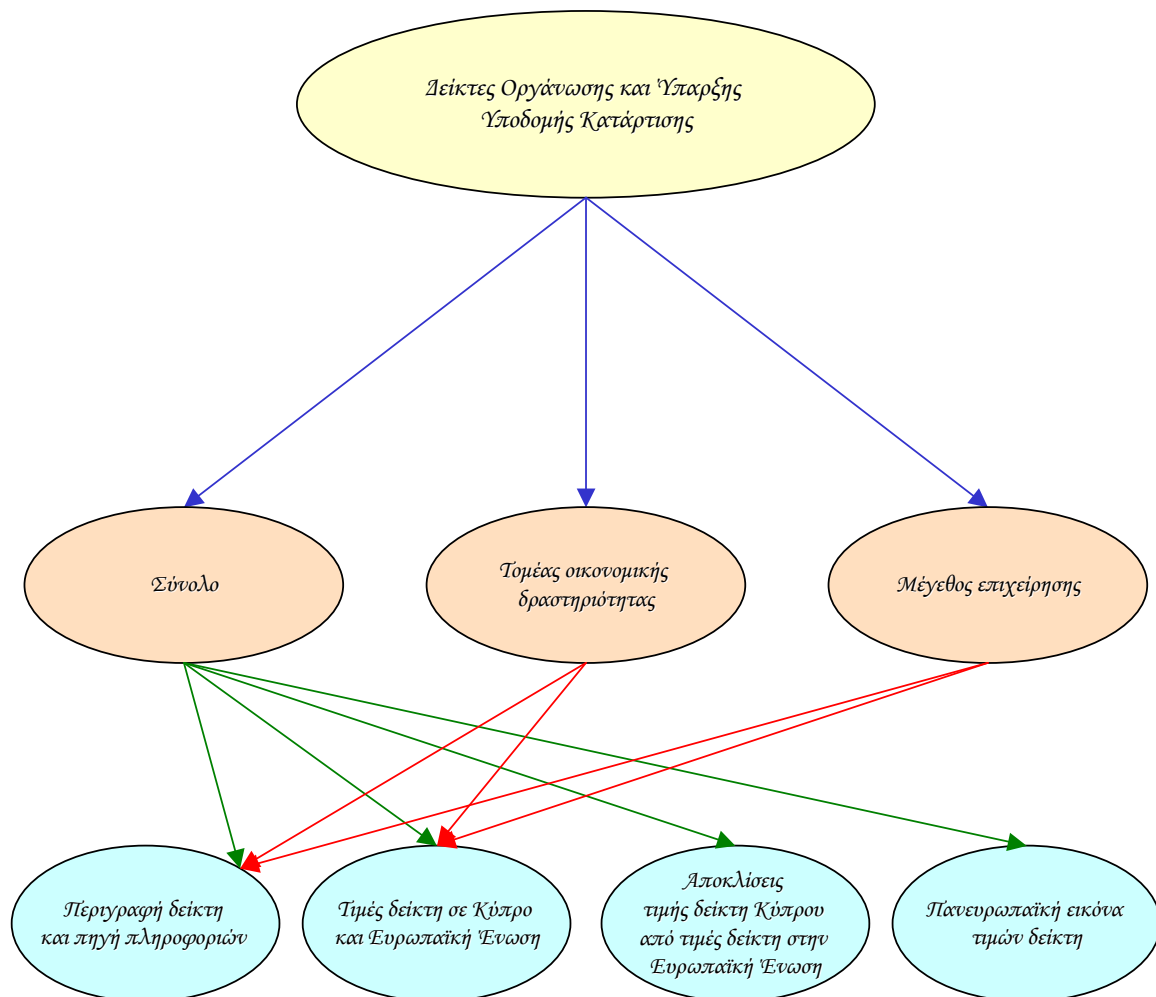 Δείκτες Οργάνωσης και Ύπαρξης
Υποδομής Κατάρτισης
Σύνολο
Τομέας οικονομικής
δραστηριότητας
Μέγεθος επιχείρησης
Περιγραφή δείκτη
και πηγή πληροφοριών
Τιμές δείκτη σε Κύπρο
και Ευρωπαϊκή Ένωση
Αποκλίσεις
τιμής δείκτη Κύπρου
από τιμές δείκτη στην
Ευρωπαϊκή Ένωση
Πανευρωπαϊκή εικόνα
τιμών δείκτη